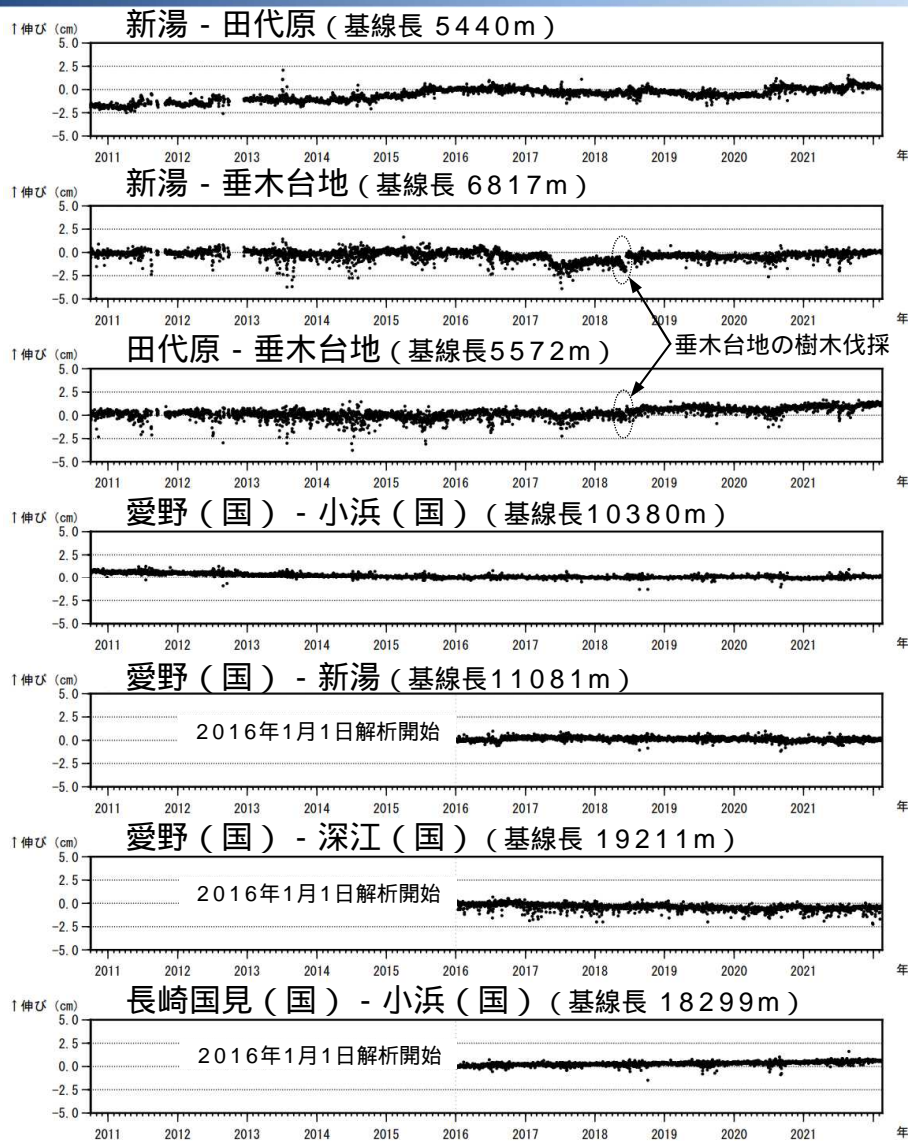 新湯 - 田代原 (基線長 5440m)
↑伸び (cm)
5.0
2.5
0.0
-2.5
-5.0
2011 2012 2013 2014 2015 2016 2017 2018 2019 2020 2021 年
新湯 - 垂木台地 (基線長 6817m)
↑伸び (cm)
5.0
2.5
0.0
-2.5
-5.0
2011 2012 2013 2014 2015 2016 2017 2018 2019 2020 2021 年
田代原 - 垂木台地 (基線長5572m)
垂木台地の樹木伐採
↑伸び (cm)
5.0
2.5
0.0
-2.5
-5.0
2011 2012 2013 2014 2015 2016 2017 2018 2019 2020 2021 年
愛野(国) - 小浜(国) (基線長10380m)
↑伸び (cm)
5.0
2.5
0.0
-2.5
-5.0
2011 2012 2013 2014 2015 2016 2017 2018 2019 2020 2021 年
愛野(国) - 新湯 (基線長11081m)
↑伸び (cm)
5.0
2.5
2016年1月1日解析開始
0.0
-2.5
-5.0
2011 2012 2013 2014 2015 2016 2017 2018 2019 2020 2021 年
愛野(国) - 深江(国) (基線長 19211m)
↑伸び (cm)
5.0
2.5
2016年1月1日解析開始
0.0
-2.5
-5.0
2011 2012 2013 2014 2015 2016 2017 2018 2019 2020 2021 年
長崎国見(国) - 小浜(国) (基線長 18299m)
↑伸び (cm)
5.0
2.5
2016年1月1日解析開始
0.0
-2.5
-5.0
2011 2012 2013 2014 2015 2016 2017 2018 2019 2020 2021 年